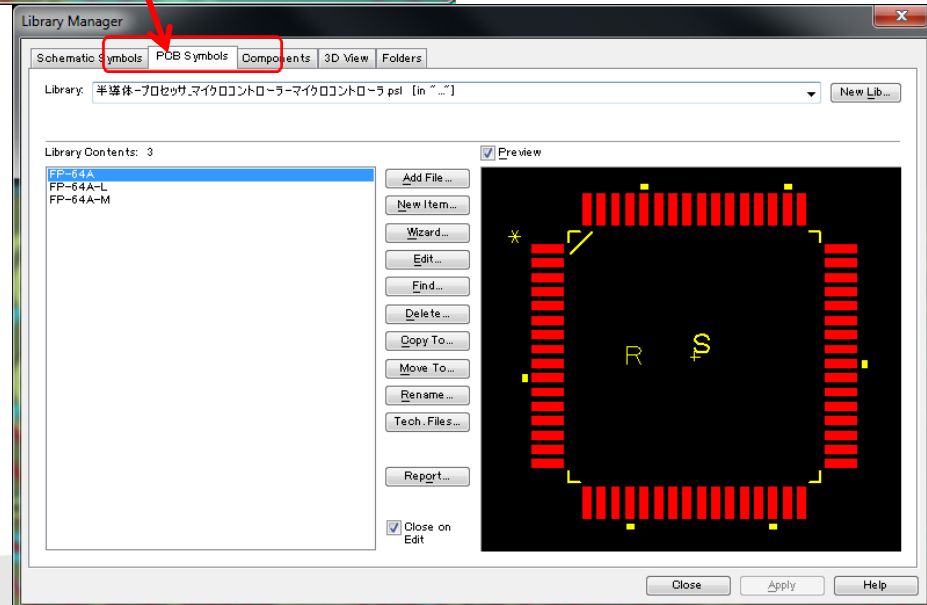 Library Manager
Schematic Symbols PCB Symbols Components 3D View Folders
Library: 半導体-プロセッサ_マイクロコントローラーマイクロコントローラ.psl [in "..."] New Lib...
Library Contents: 3 Preview
FP-64A
FP-64A-L
FP-64A-M
Add File...
New Item...
Wizard...
Edit...
Find...
Delete...
Copy To...
Move To...
Rename...
Tech. Files...
Report...
Close on
Edit
R S
Close Apply Help